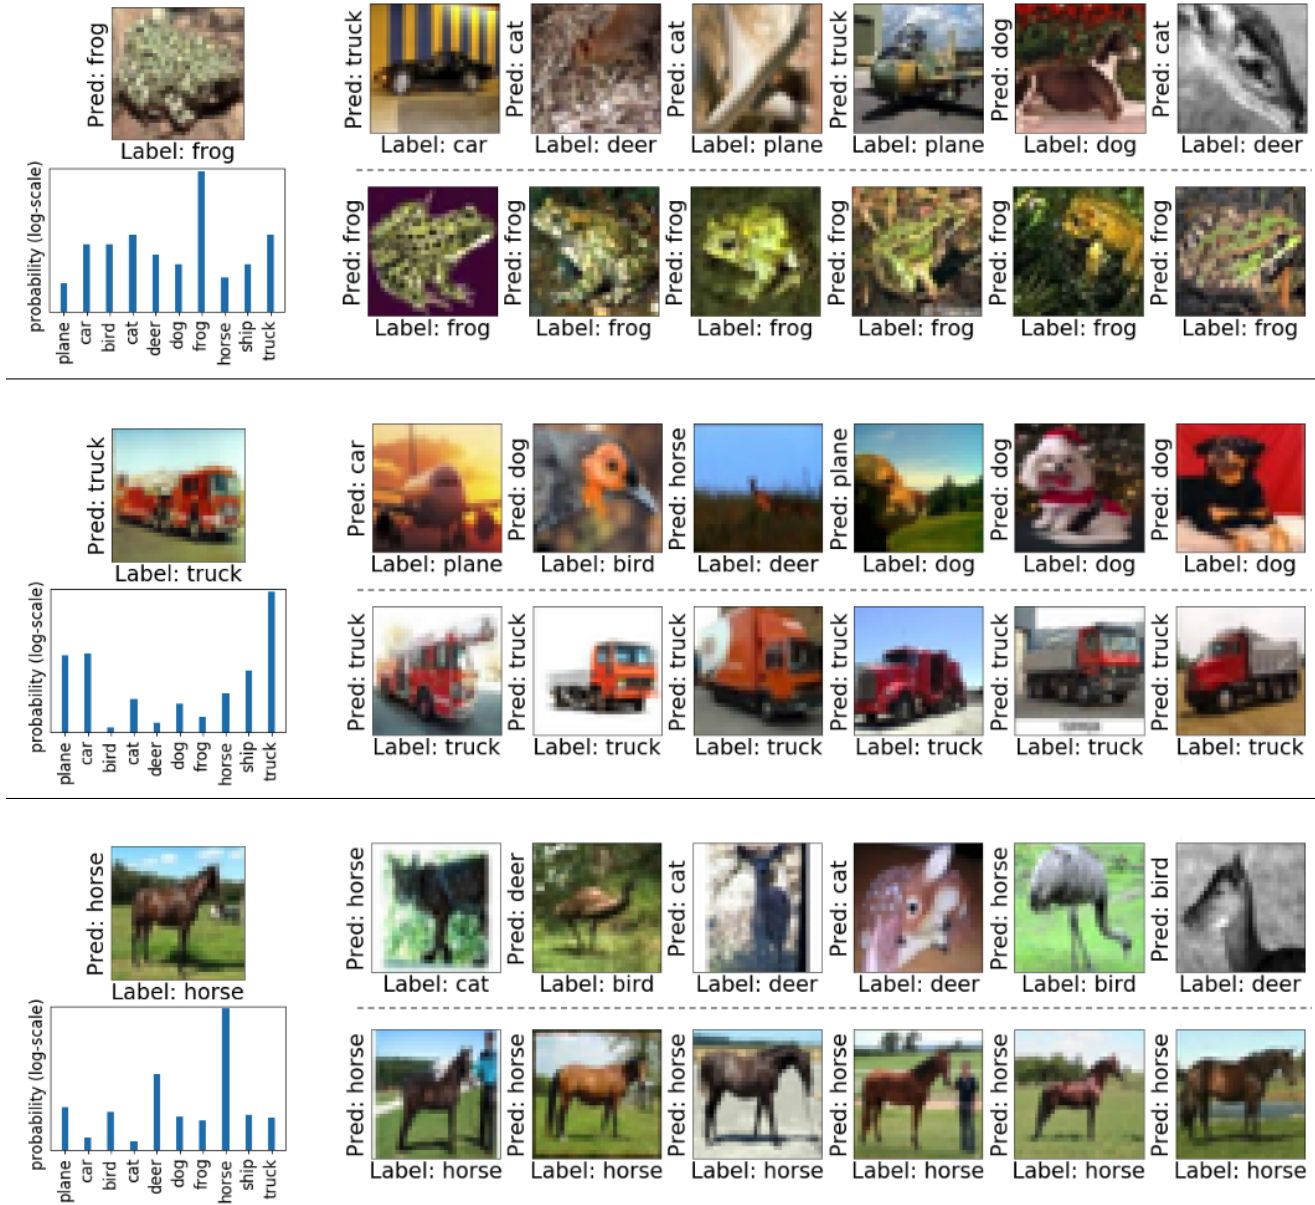 Pred: frog
Label: frog
probability (log-scale)
plane
car
bird
cat
deer
dog
frog
horse
ship
truck
Pred: truck
Label: car
Pred: cat
Label: deer
Pred: cat
Label: plane
Pred: truck
Label: plane
Pred: dog
Label: dog
Pred: cat
Label: deer
Pred: frog
Label: frog
Pred: frog
Label: frog
Pred: frog
Label: frog
Pred: frog
Label: frog
Pred: frog
Label: frog
Pred: frog
Label: frog
Pred: truck
Label: truck
probability (log-scale)
plane
car
bird
cat
deer
dog
frog
horse
ship
truck
Pred: car
Label: plane
Pred: dog
Label: bird
Pred: horse
Label: deer
Pred: plane
Label: dog
Pred: dog
Label: dog
Pred: dog
Label: dog
Pred: truck
Label: truck
Pred: truck
Label: truck
Pred: truck
Label: truck
Pred: truck
Label: truck
Pred: truck
Label: truck
Pred: truck
Label: truck
Pred: horse
Label: horse
probability (log-scale)
plane
car
bird
cat
deer
dog
frog
horse
ship
truck
Pred: horse
Label: cat
Pred: deer
Label: bird
Pred: cat
Label: deer
Pred: cat
Label: deer
Pred: horse
Label: bird
Pred: bird
Label: deer
Pred: horse
Label: horse
Pred: horse
Label: horse
Pred: horse
Label: horse
Pred: horse
Label: horse
Pred: horse
Label: horse
Pred: horse
Label: horse